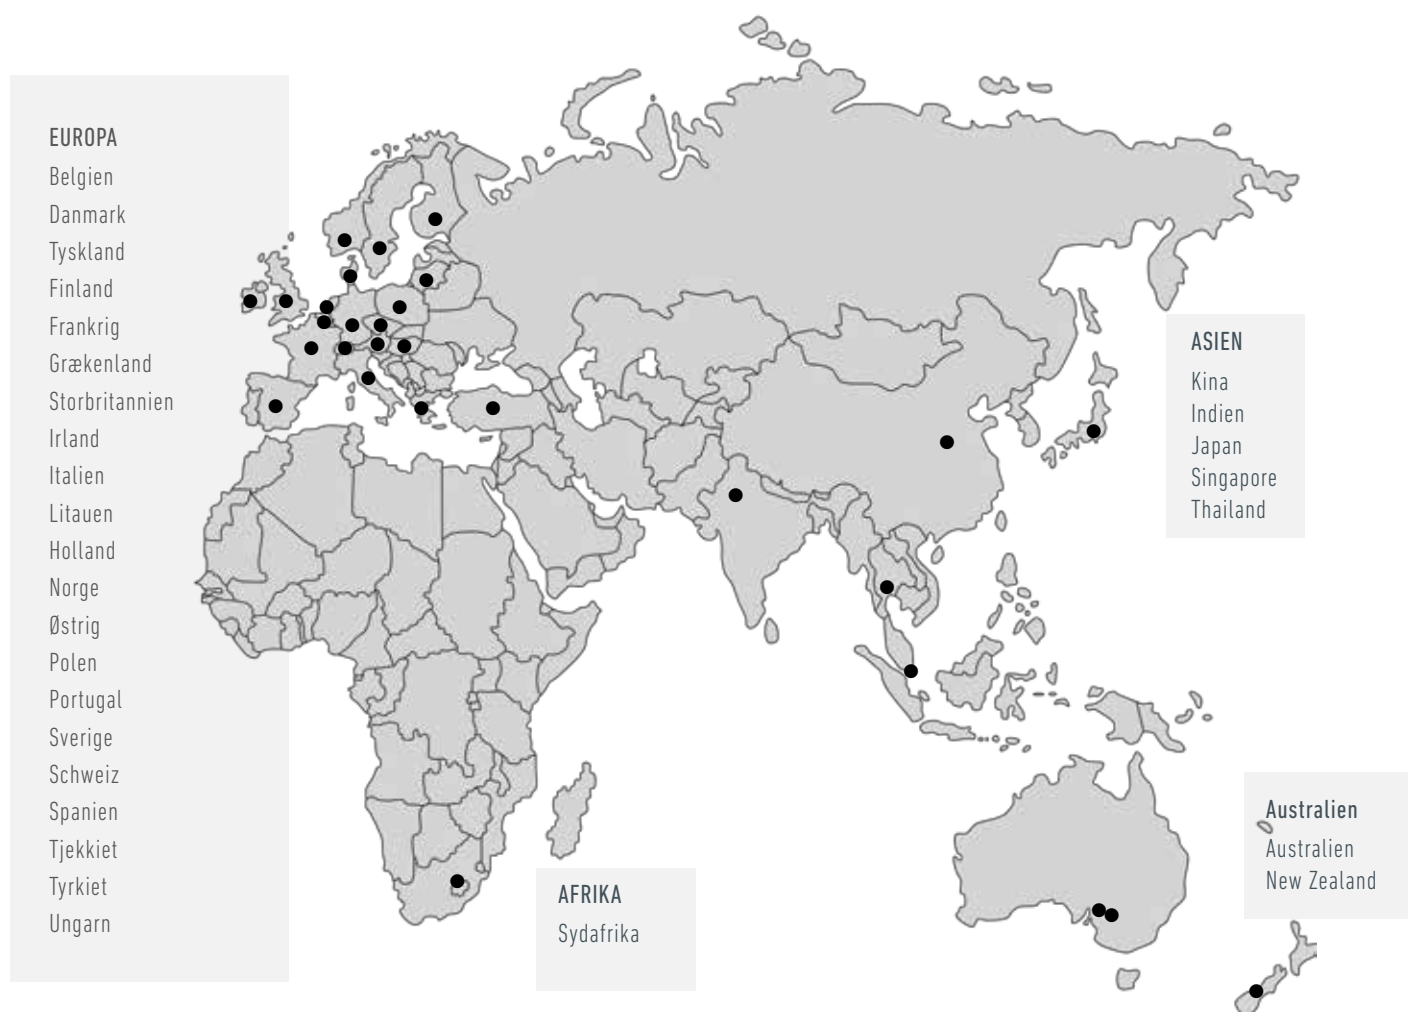 EUROPA
Belgien
Danmark
Tyskland
Finland
Frankrig
Grækenland
Storbritannien
Irland
Italien
Litauen
Holland
Norge
Østrig
Polen
Portugal
Sverige
Schweiz
Spanien
Tjekkiet
Tyrkiet
Ungarn
AFRIKA
Sydafrika
ASIEN
Kina
Indien
Japan
Singapore
Thailand
Australien
Australien
New Zealand